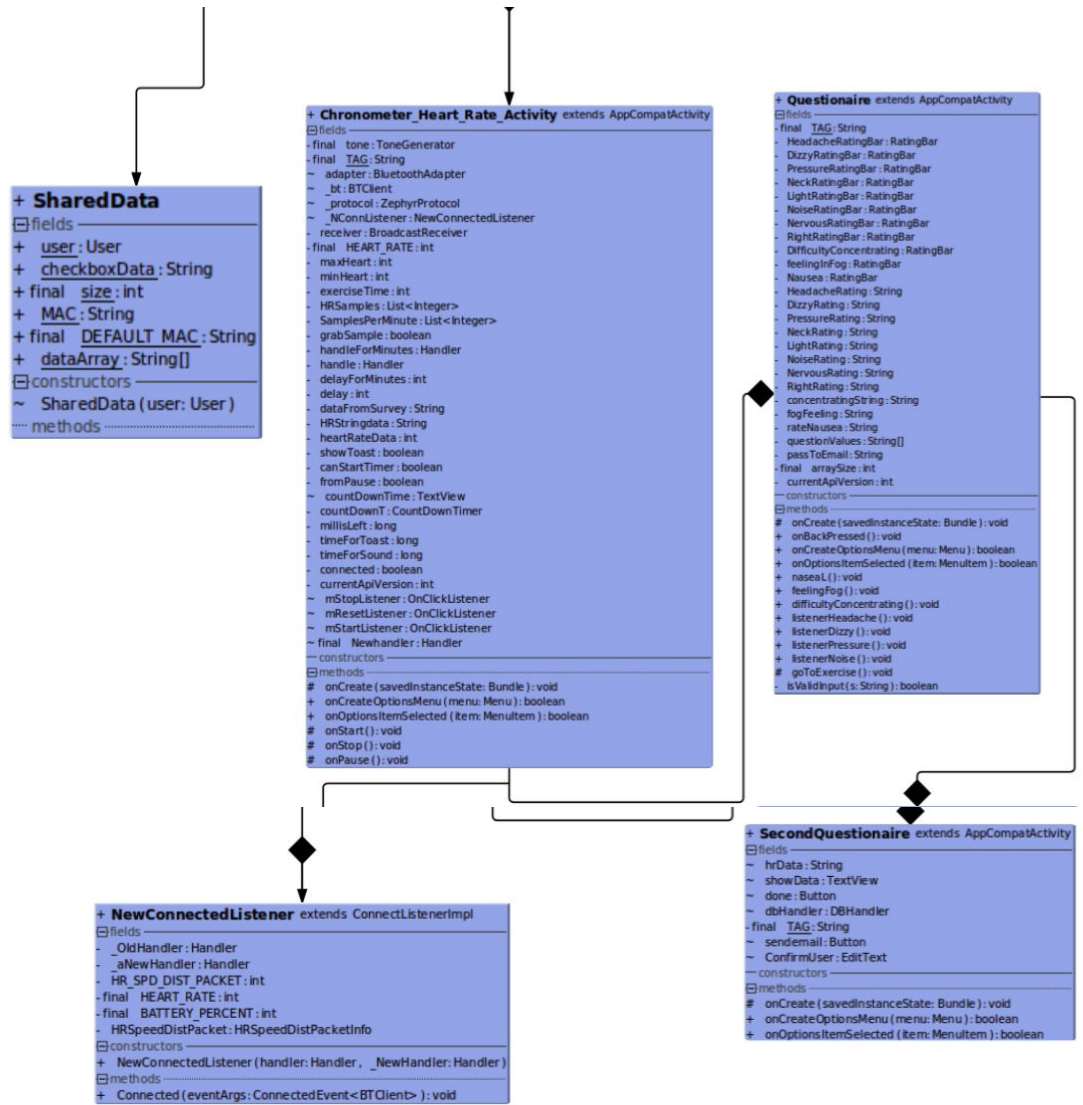 + SharedData
fields
+ user : User
+ checkboxData : String
+ final size : int
+ MAC : String
+ final DEFAULT_MAC : String
+ dataArray : String[]
constructors
~ SharedData (user: User)
methods
+ Chronometer_Heart_Rate_Activity extends AppCompatActivity
fields
- final tone : ToneGenerator
- final TAG : String
~ adapter : BluetoothAdapter
~ _bt : BTClient
~ _protocol : ZephyrProtocol
~ _NConnListener : NewConnectedListener
- receiver : BroadcastReceiver
- final HEART_RATE : int
- maxHeart : int
- minHeart : int
- exerciseTime : int
- HRSamples : List<Integer>
- SamplesPerMinute : List<Integer>
- grabSample : boolean
- handleForMinutes : Handler
- handle : Handler
- delayForMinutes : int
- delay : int
- dataFromSurvey : String
- HRStringdata : String
- heartRateData : int
- showToast : boolean
- canStartTimer : boolean
- fromPause : boolean
~ countDownTime : TextView
- countDownT : CountDownTimer
- millisLeft : long
- timeForToast : long
- timeForSound : long
- connected : boolean
- currentApiVersion : int
~ mStopListener : OnClickListener
~ mResetListener : OnClickListener
~ mStartListener : OnClickListener
~ final Newhandler : Handler
constructors
methods
# onCreate (savedInstanceState: Bundle) : void
+ onCreateOptionsMenu (menu: Menu) : boolean
+ onOptionsItemSelected (item: MenuItem) : boolean
# onStart () : void
# onStop () : void
# onPause () : void
+ Questionaire extends AppCompatActivity
fields
- final TAG : String
- HeadacheRatingBar : RatingBar
- DizzyRatingBar : RatingBar
- PressureRatingBar : RatingBar
- NeckRatingBar : RatingBar
- LightRatingBar : RatingBar
- NoiseRatingBar : RatingBar
- NervousRatingBar : RatingBar
- RightRatingBar : RatingBar
- DifficultyConcentrating : RatingBar
- feelingInFog : RatingBar
- Nausea : RatingBar
- HeadacheRating : String
- DizzyRating : String
- PressureRating : String
- NeckRating : String
- LightRating : String
- NoiseRating : String
- NervousRating : String
- RightRating : String
- concentratingString : String
- fogFeeling : String
- rateNausea : String
- questionValues : String[]
- passToEmail : String
- final arraySize : int
- currentApiVersion : int
constructors
methods
# onCreate (savedInstanceState: Bundle) : void
+ onBackPressed () : void
+ onCreateOptionsMenu (menu: Menu) : boolean
+ onOptionsItemSelected (item: MenuItem) : boolean
+ naseaL () : void
+ feelingFog () : void
+ difficultyConcentrating () : void
+ listenerHeadache () : void
+ listenerDizzy () : void
+ listenerPressure () : void
+ listenerNoise () : void
# goToExercise () : void
- isValidInput (s: String) : boolean
+ NewConnectedListener extends ConnectListenerImpl
fields
- _OldHandler : Handler
- _aNewHandler : Handler
- HR_SPD_DIST_PACKET : int
- final HEART_RATE : int
- final BATTERY_PERCENT : int
- HRSpeedDistPacket : HRSpeedDistPacketInfo
constructors
+ NewConnectedListener (handler: Handler, _NewHandler: Handler)
methods
+ Connected (eventArgs: ConnectedEvent<BTClient>) : void
+ SecondQuestionaire extends AppCompatActivity
fields
~ hrData : String
~ showData : TextView
~ done : Button
~ dbHandler : DBHandler
- final TAG : String
~ sendemail : Button
~ ConfirmUser : EditText
constructors
methods
# onCreate (savedInstanceState: Bundle) : void
+ onCreateOptionsMenu (menu: Menu) : boolean
+ onOptionsItemSelected (item: MenuItem) : boolean